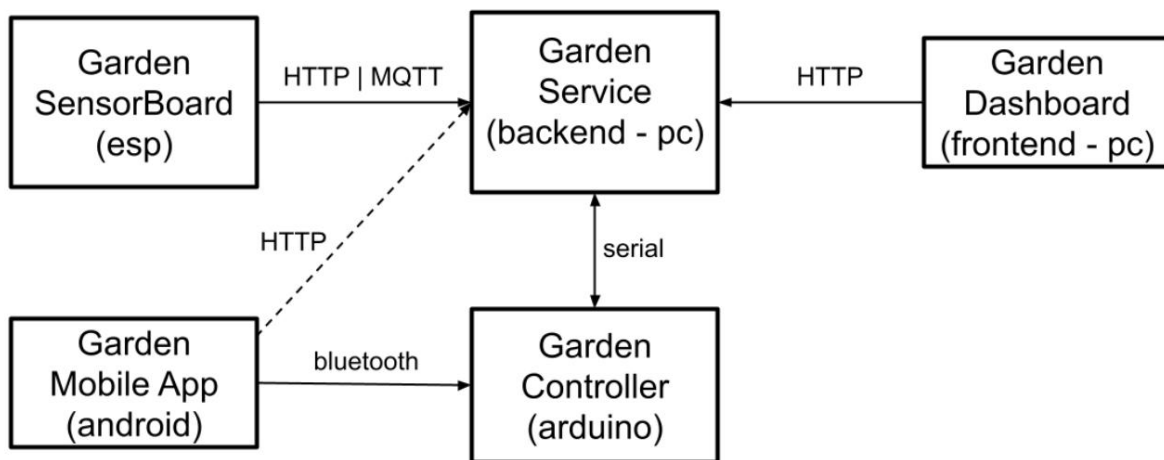 Garden
SensorBoard
(esp)
HTTP | MQTT
Garden
Service
(backend - pc)
HTTP
Garden
Dashboard
(frontend - pc)
HTTP
serial
Garden
Mobile App
(android)
bluetooth
Garden
Controller
(arduino)